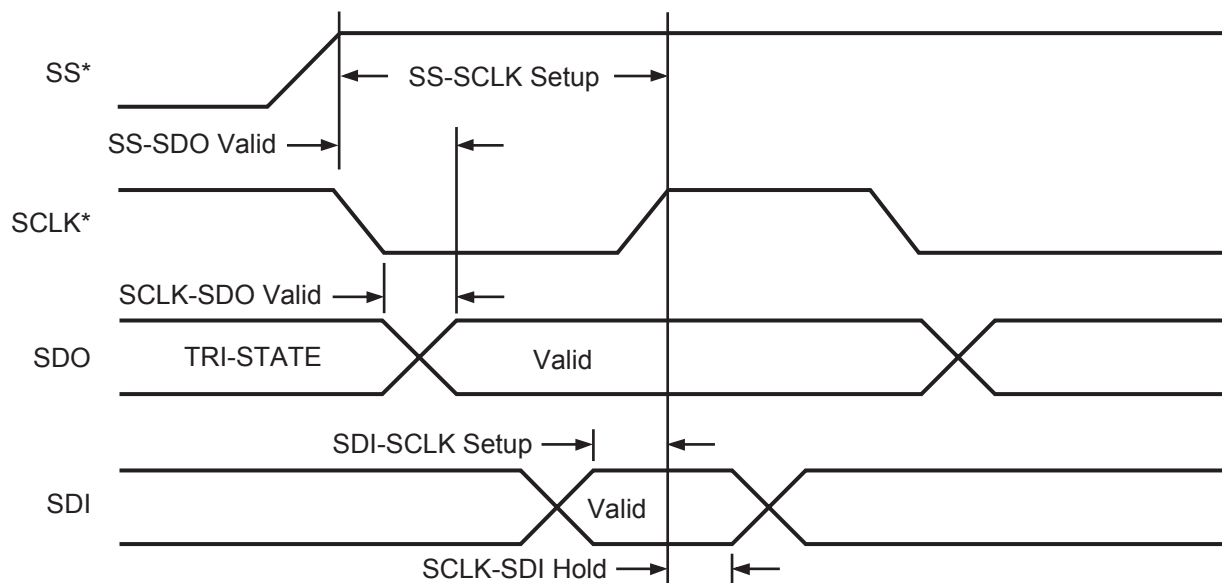 SS*
SS-SCLK Setup
SS-SDO Valid
SCLK*
SCLK-SDO Valid
SDO
TRI-STATE
Valid
SDI-SCLK Setup
SDI
Valid
SCLK-SDI Hold